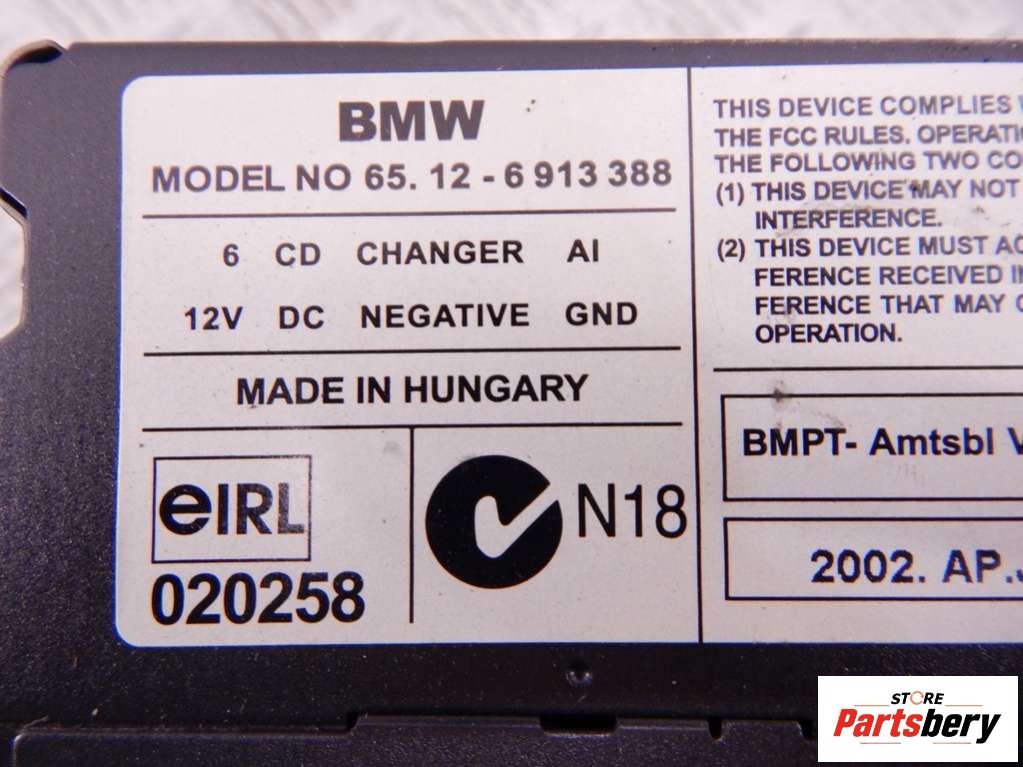 BMW
MODEL NO 65. 12 - 6 913 388
6 CD CHANGER AI
12V DC NEGATIVE GND
MADE IN HUNGARY
eIRL
020258
N18
THIS DEVICE COMPLIES
THE FCC RULES. OPERATIO
THE FOLLOWING TWO CO
(1) THIS DEVICE MAY NOT
INTERFERENCE.
(2) THIS DEVICE MUST AC
FERENCE RECEIVED IN
FERENCE THAT MAY C
OPERATION.
BMPT- Amtsbl V
2002. AP.
STORE
Partsbery